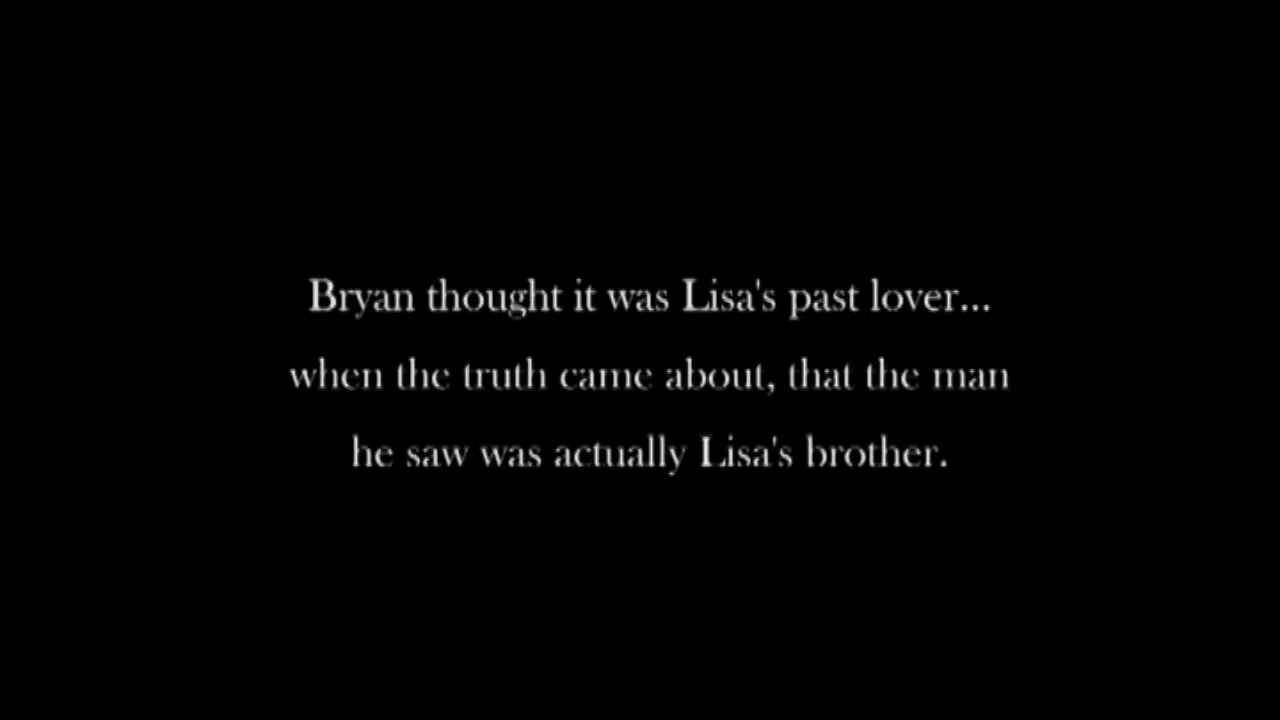 Bryan thought it was Lisa's past lover...
when the truth came about, that the man
he saw was actually Lisa's brother.